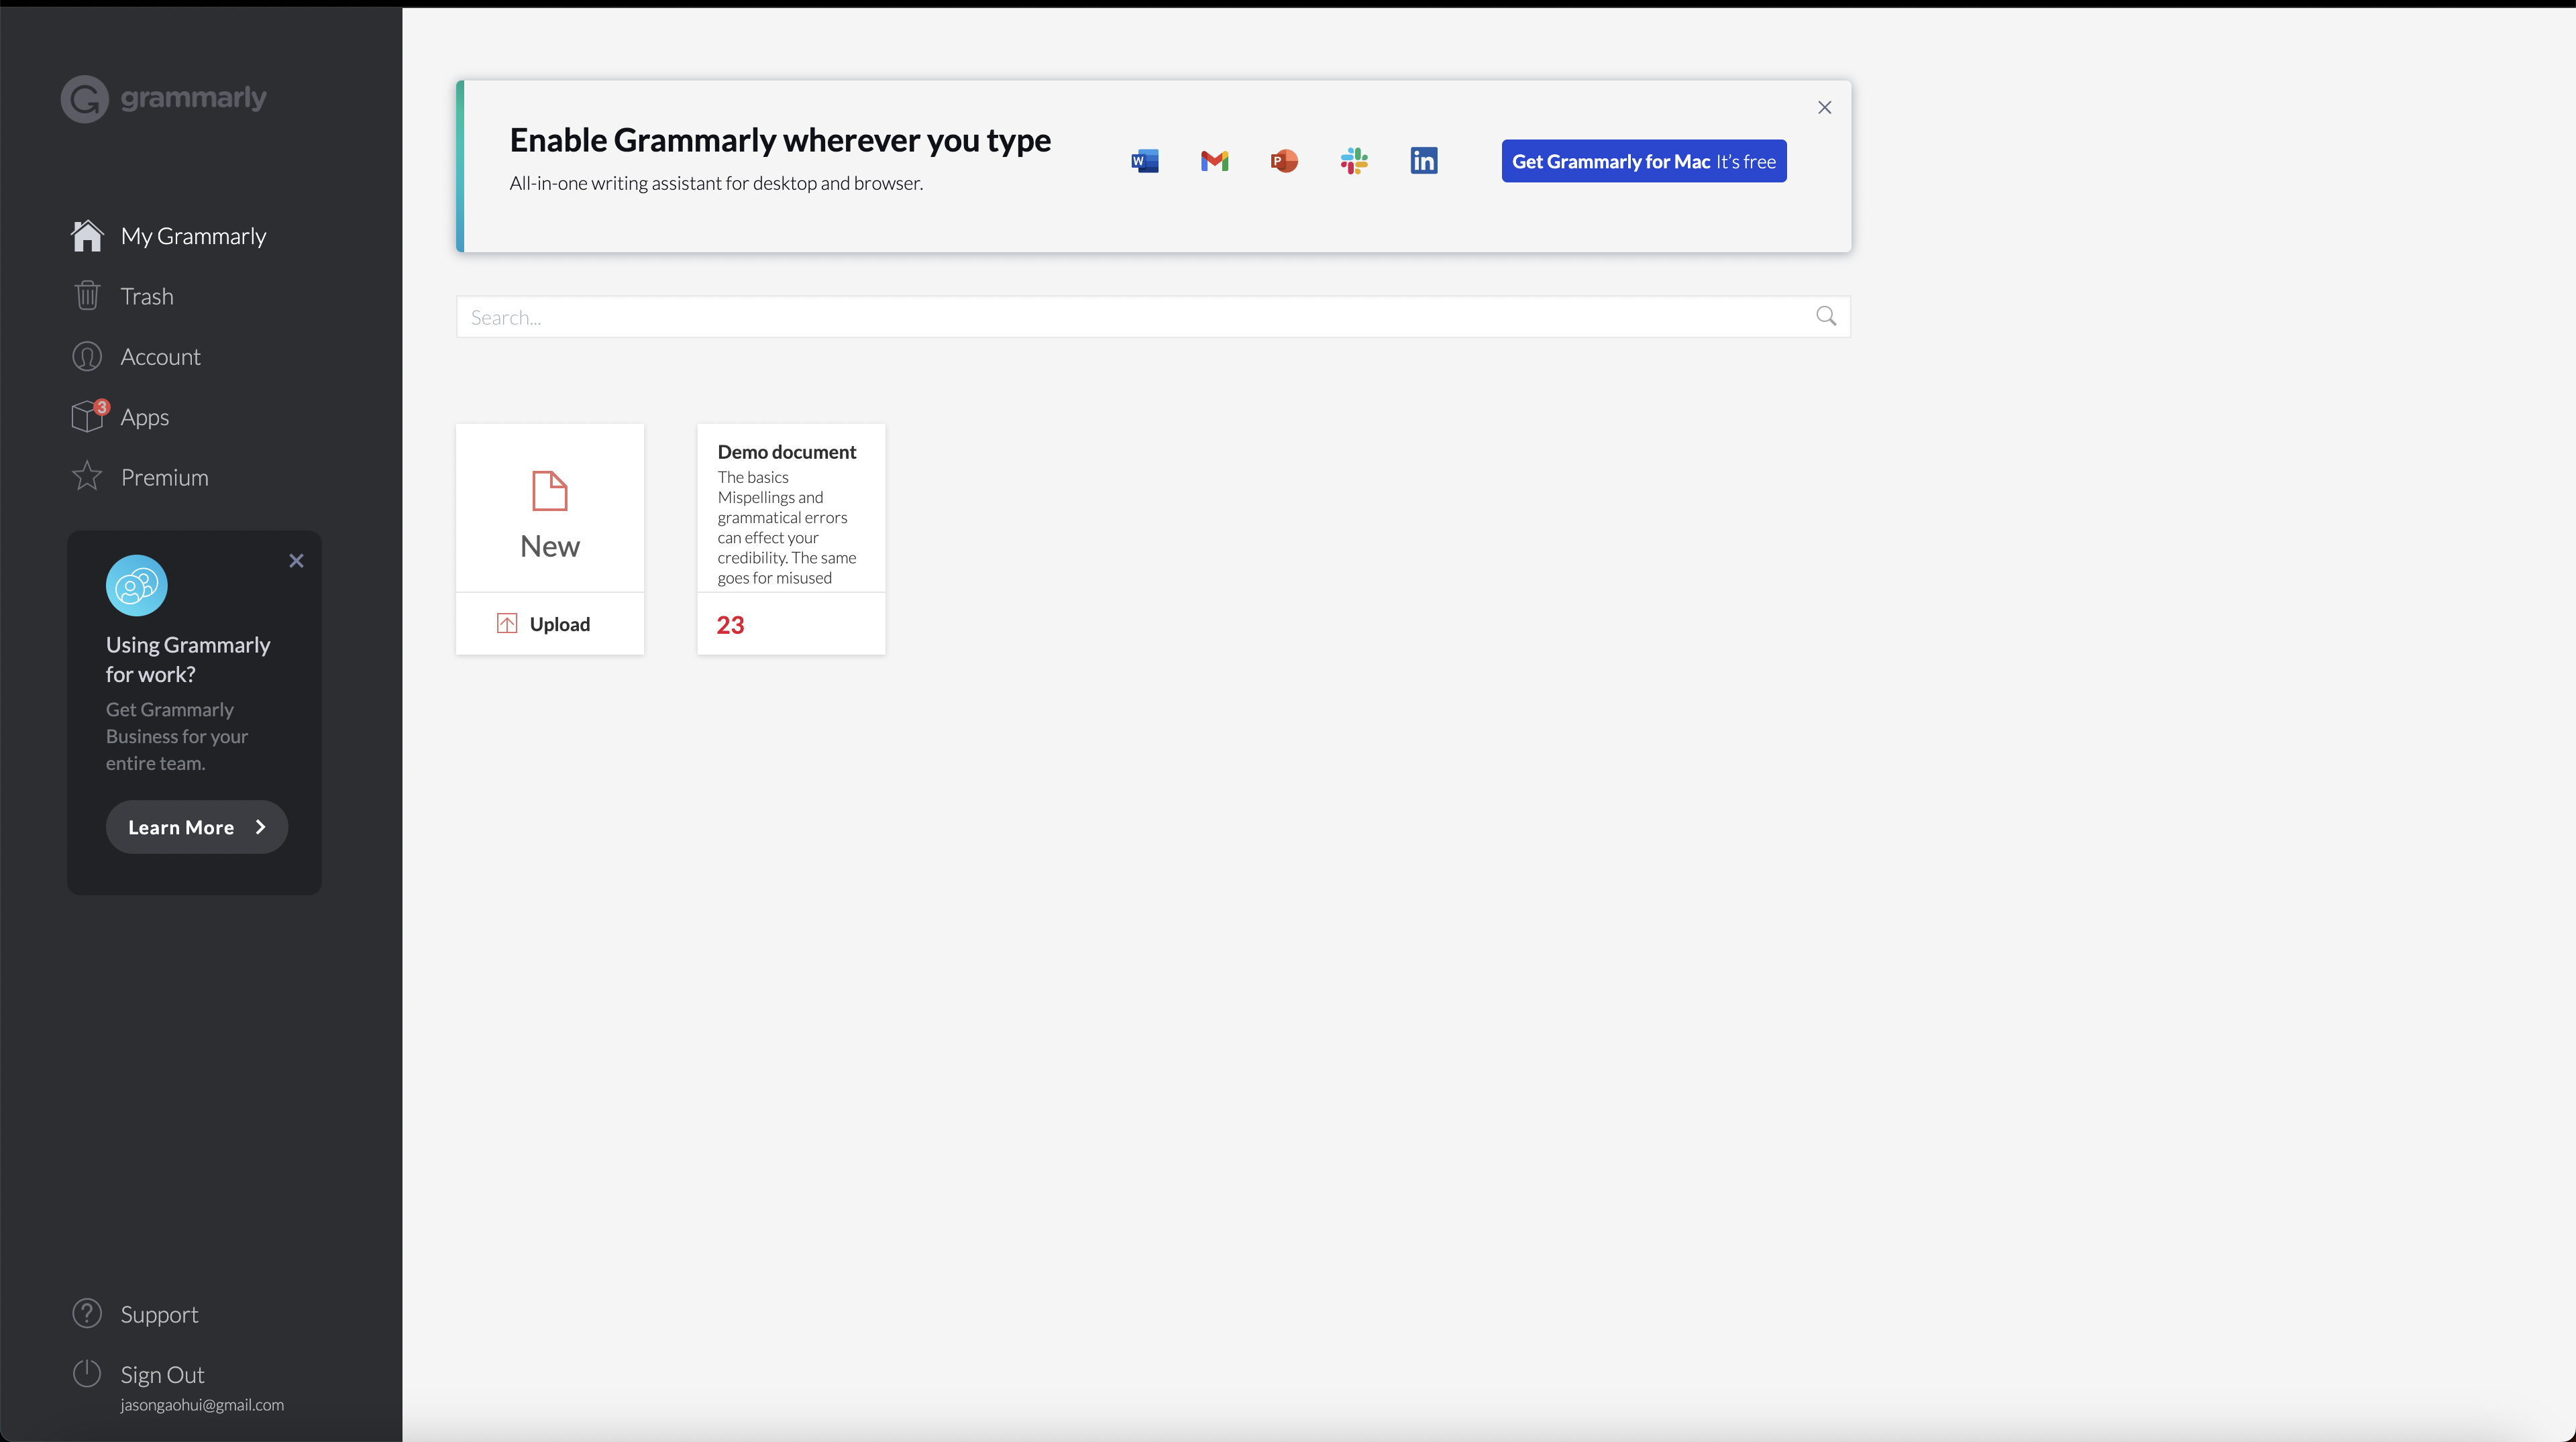 grammarly
My Grammarly
Trash
Account
3
Apps
Premium
Using Grammarly
for work?
Get Grammarly
Business for your
entire team.
Learn More
Support
Sign Out
jasongaohui@gmail.com
Enable Grammarly wherever you type
All-in-one writing assistant for desktop and browser.
W
P
in
Get Grammarly for Mac It's free
Search...
New
Upload
Demo document
The basics
Mispellings and
grammatical errors
can effect your
credibility. The same
goes for misused
23